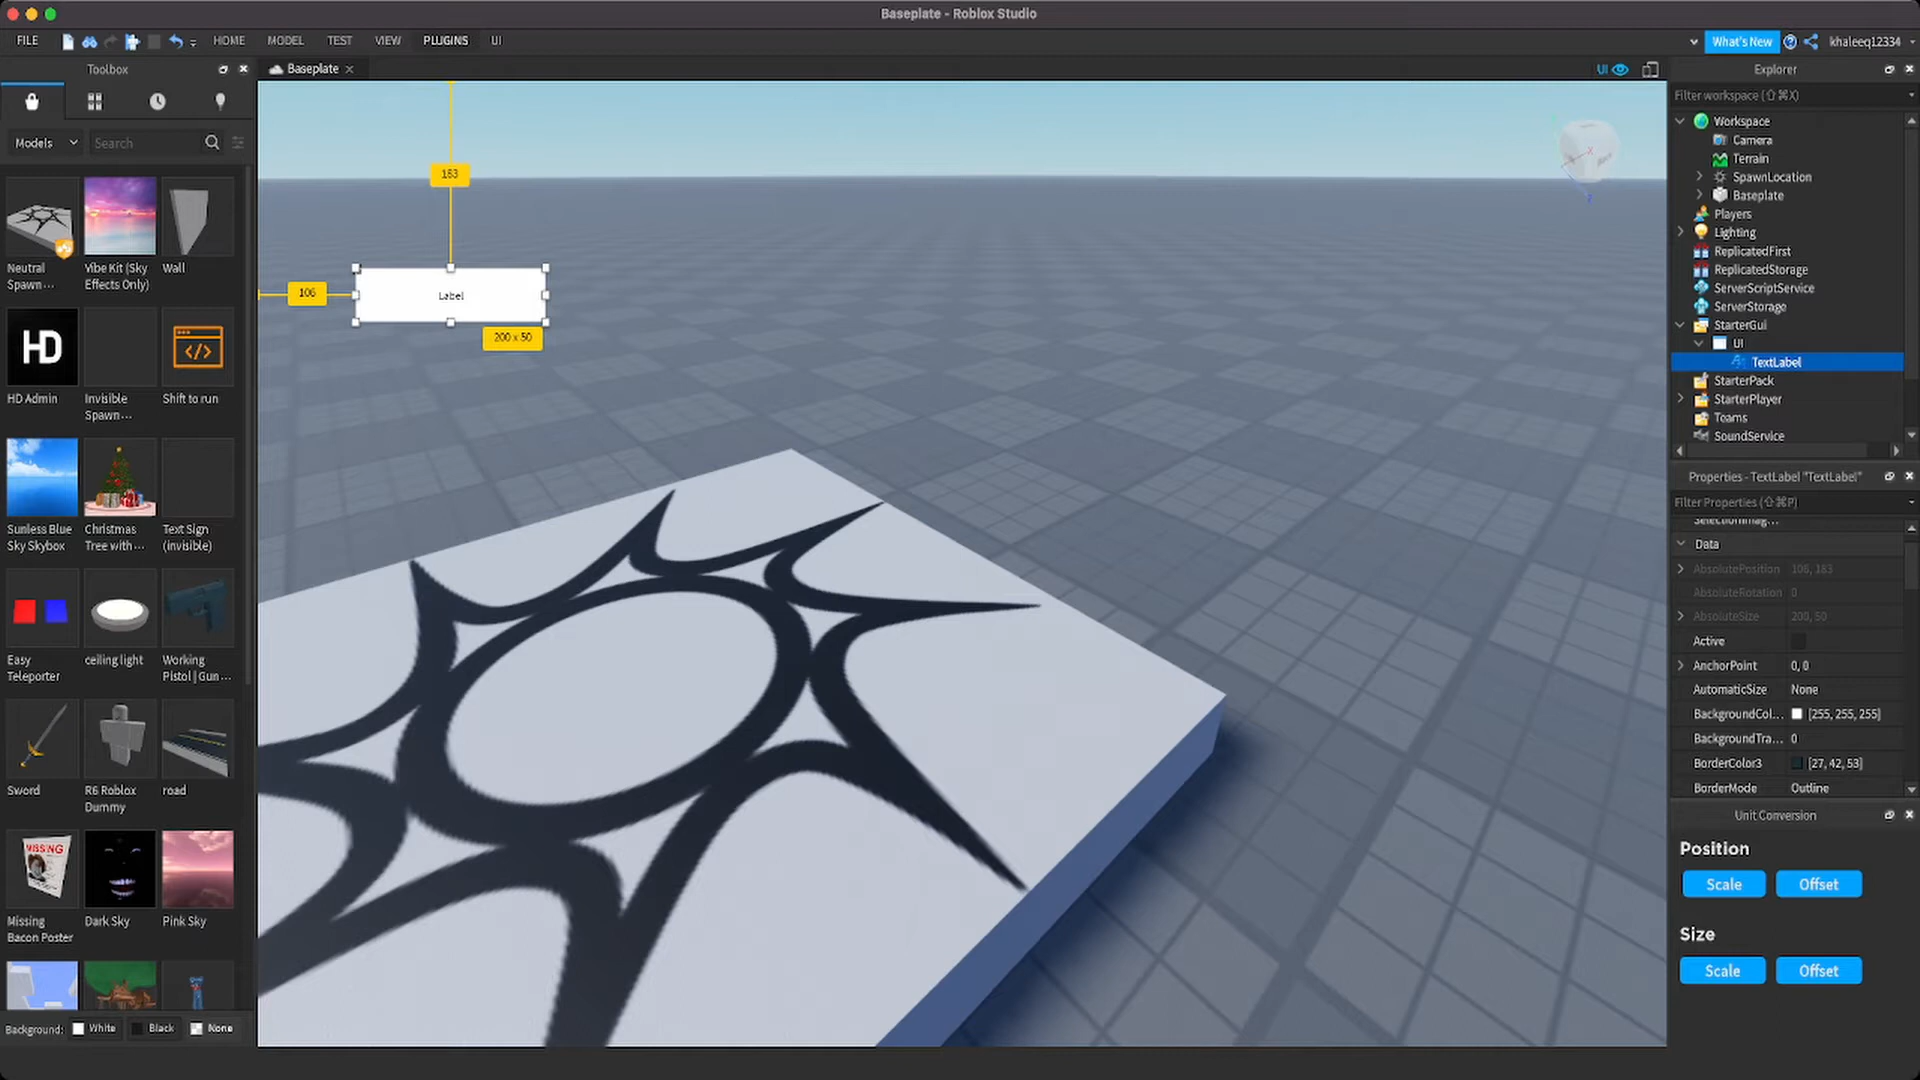 Baseplate - Roblox Studio
FILE
HOME
MODEL
TEST
VIEW
PLUGINS
UI
What's New
khaleeq12334
Toolbox
Models
Search
Neutral
Spawn...
Vibe Kit (Sky
Effects Only)
Wall
HD
HD Admin
Invisible
Spawn...
Shift to run
Sunless Blue
Sky Skybox
Christmas
Tree with...
Text Sign
(invisible)
Easy
Teleporter
ceiling light
Working
Pistol | Gun...
Sword
R6 Roblox
Dummy
road
MISSING
Missing
Bacon Poster
Dark Sky
Pink Sky
Background:
White
Black
None
Baseplate
UI
183
106
Label
200 x 50
Explorer
Filter workspace (⇧⌘X)
Workspace
Camera
Terrain
SpawnLocation
Baseplate
Players
Lighting
ReplicatedFirst
ReplicatedStorage
ServerScriptService
ServerStorage
StarterGui
UI
TextLabel
StarterPack
StarterPlayer
Teams
SoundService
Properties - TextLabel "TextLabel"
Filter Properties (⇧⌘P)
SelectionImag...
Data
AbsolutePosition 106, 183
AbsoluteRotation 0
AbsoluteSize 200, 50
Active
AnchorPoint 0, 0
AutomaticSize None
BackgroundCol... [255, 255, 255]
BackgroundTra... 0
BorderColor3 [27, 42, 53]
BorderMode Outline
Unit Conversion
Position
Scale Offset
Size
Scale Offset